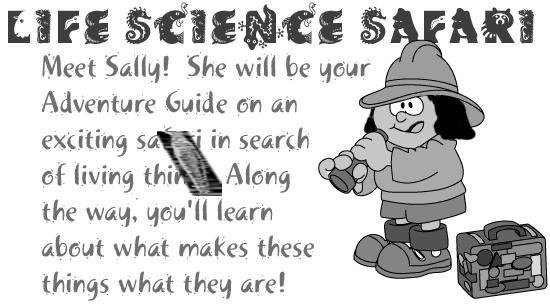 LIFE SCIENCE SAFARI
Meet Sally! She will be your
Adventure Guide on an
exciting in search
of living Along
the way, you'll learn
about what makes these
things what they are!